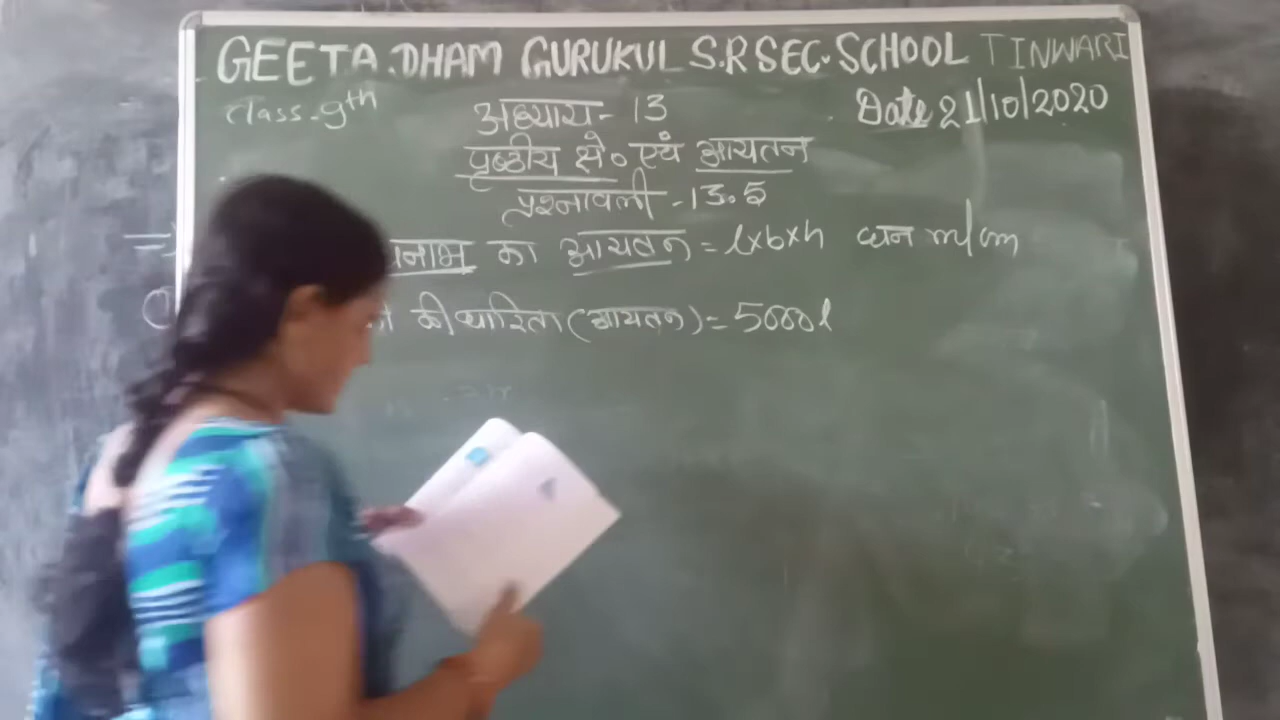 GEETA.DHAM GURUKUL S.R SEC. SCHOOL TINWARI
class-9th
अध्याय- 13
Date 21/10/2020
पृष्ठीय क्षे० एवं आयतन
प्रश्नावली-13.5
का आयतन = l×b×h घन m/cm
की धारिता (आयतन) = 5000l